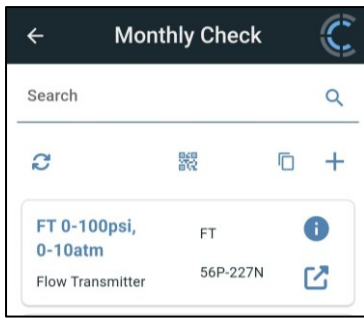 Monthly Check
Search
FT 0-100psi,
0-10atm
FT
Flow Transmitter
56P-227N